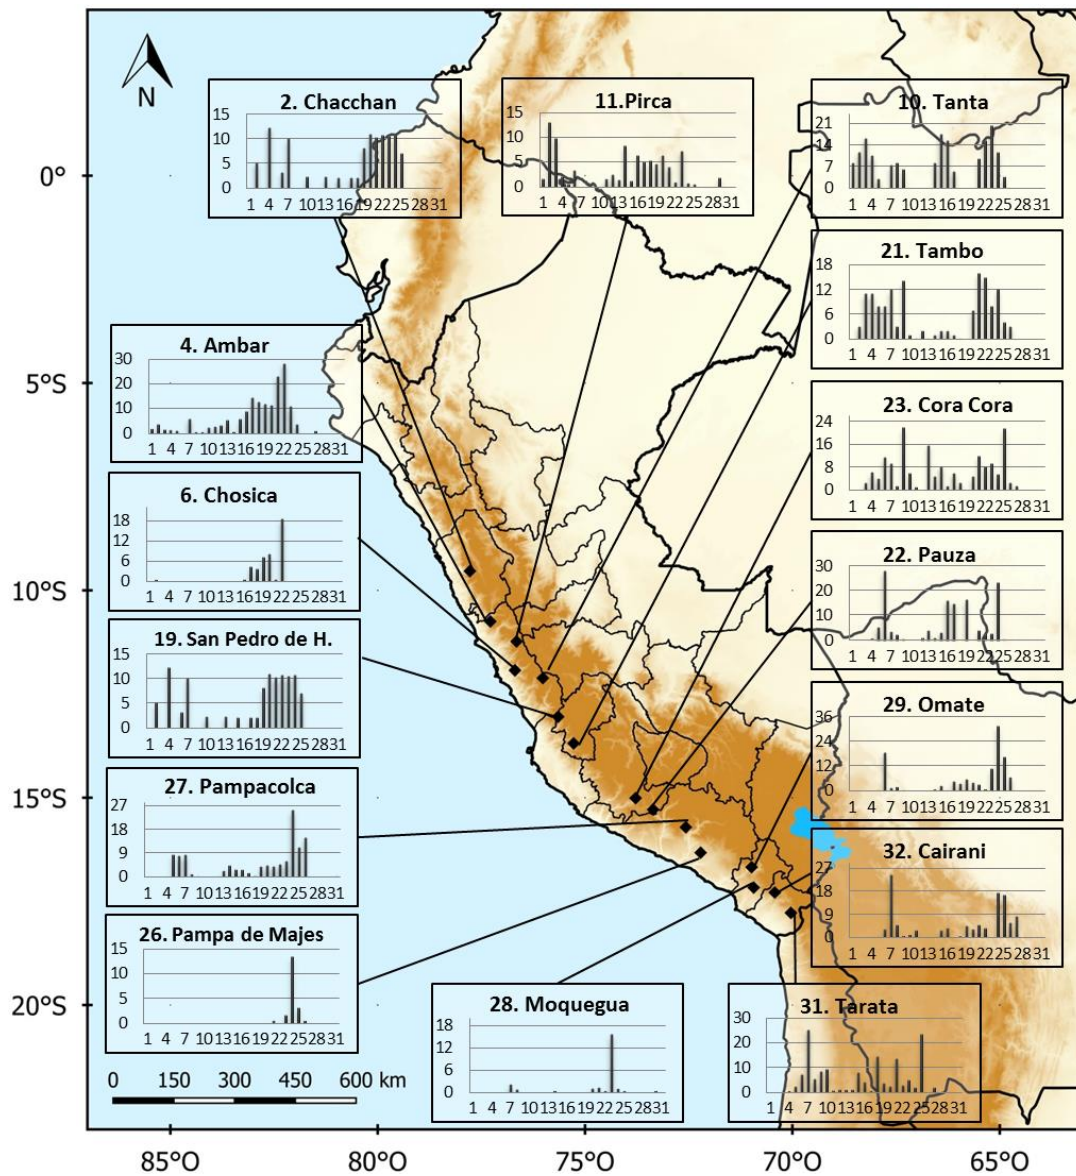 N
2. Chacchan
15
10
5
0
1 4 7 10 13 16 19 22 25 28 31
11.Pirca
15
10
5
0
1 4 7 10 13 16 19 22 25 28 31
10. Tanta
21
14
7
0
1 4 7 10 13 16 19 22 25 28 31
21. Tambo
18
12
6
0
1 4 7 10 13 16 19 22 25 28 31
4. Ambar
30
20
10
0
1 4 7 10 13 16 19 22 25 28 31
23. Cora Cora
24
16
8
0
1 4 7 10 13 16 19 22 25 28 31
6. Chosica
18
12
6
0
1 4 7 10 13 16 19 22 25 28 31
22. Pauza
30
20
10
0
1 4 7 10 13 16 19 22 25 28 31
19. San Pedro de H.
15
10
5
0
1 4 7 10 13 16 19 22 25 28 31
29. Omate
36
24
12
0
1 4 7 10 13 16 19 22 25 28 31
27. Pampacolca
27
18
9
0
1 4 7 10 13 16 19 22 25 28 31
32. Cairani
27
18
9
0
1 4 7 10 13 16 19 22 25 28 31
26. Pampa de Majes
15
10
5
0
1 4 7 10 13 16 19 22 25 28 31
28. Moquegua
18
12
6
0
1 4 7 10 13 16 19 22 25 28 31
31. Tarata
30
20
10
0
1 4 7 10 13 16 19 22 25 28 31
0 150 300 450 600 km
0°
5°S
10°S
15°S
20°S
85°O 80°O 75°O 70°O 65°O